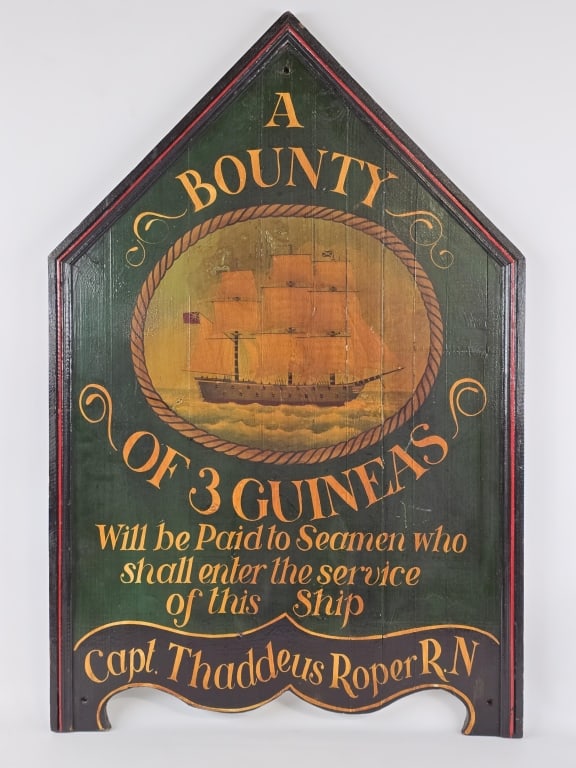 A
BOUNTY
OF 3 GUINEAS
Will be Paid to Seamen who
shall enter the service
of this Ship
Capt. Thaddeus Roper R.N